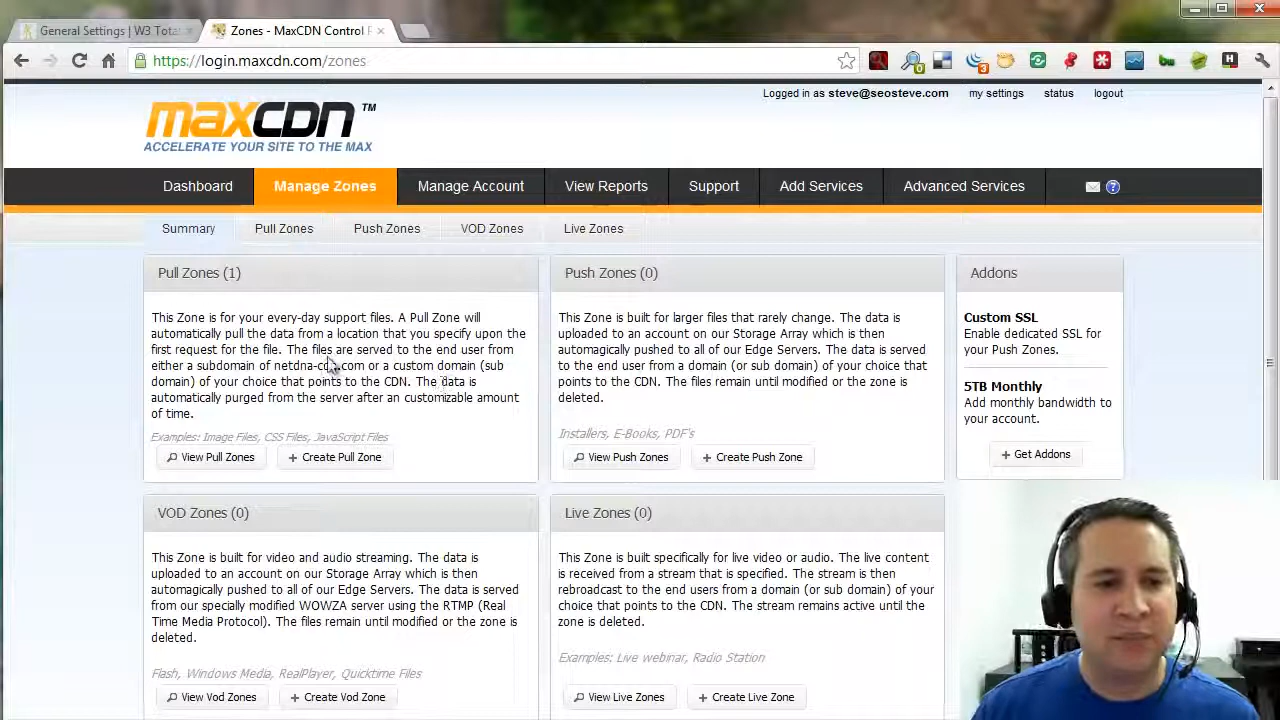 General Settings | W3 Tota
Zones - MaxCDN Control
https://login.maxcdn.com/zones
0
3
bu
H
Logged in as steve@seosteve.com my settings status logout
maxCDN TM
ACCELERATE YOUR SITE TO THE MAX
Dashboard Manage Zones Manage Account View Reports Support Add Services Advanced Services
Summary Pull Zones Push Zones VOD Zones Live Zones
Pull Zones (1)
This Zone is for your every-day support files. A Pull Zone will
automatically pull the data from a location that you specify upon the
first request for the file. The files are served to the end user from
either a subdomain of netdna-cdn.com or a custom domain (sub
domain) of your choice that points to the CDN. The data is
automatically purged from the server after an customizable amount
of time.
Examples: Image Files, CSS Files, JavaScript Files
View Pull Zones + Create Pull Zone
Push Zones (0)
This Zone is built for larger files that rarely change. The data is
uploaded to an account on our Storage Array which is then
automagically pushed to all of our Edge Servers. The data is served
to the end user from a domain (or sub domain) of your choice that
points to the CDN. The files remain until modified or the zone is
deleted.
Installers, E-Books, PDF's
View Push Zones + Create Push Zone
Addons
Custom SSL
Enable dedicated SSL for
your Push Zones.
5TB Monthly
Add monthly bandwidth to
your account.
+ Get Addons
VOD Zones (0)
This Zone is built for video and audio streaming. The data is
uploaded to an account on our Storage Array which is then
automagically pushed to all of our Edge Servers. The data is served
from our specially modified WOWZA server using the RTMP (Real
Time Media Protocol). The files remain until modified or the zone is
deleted.
Flash, Windows Media, RealPlayer, Quicktime Files
View Vod Zones + Create Vod Zone
Live Zones (0)
This Zone is built specifically for live video or audio. The live content
is received from a stream that is specified. The stream is then
rebroadcast to the end users from a domain (or sub domain) of your
choice that points to the CDN. The stream remains active until the
zone is deleted.
Examples: Live webinar, Radio Station
View Live Zones + Create Live Zone